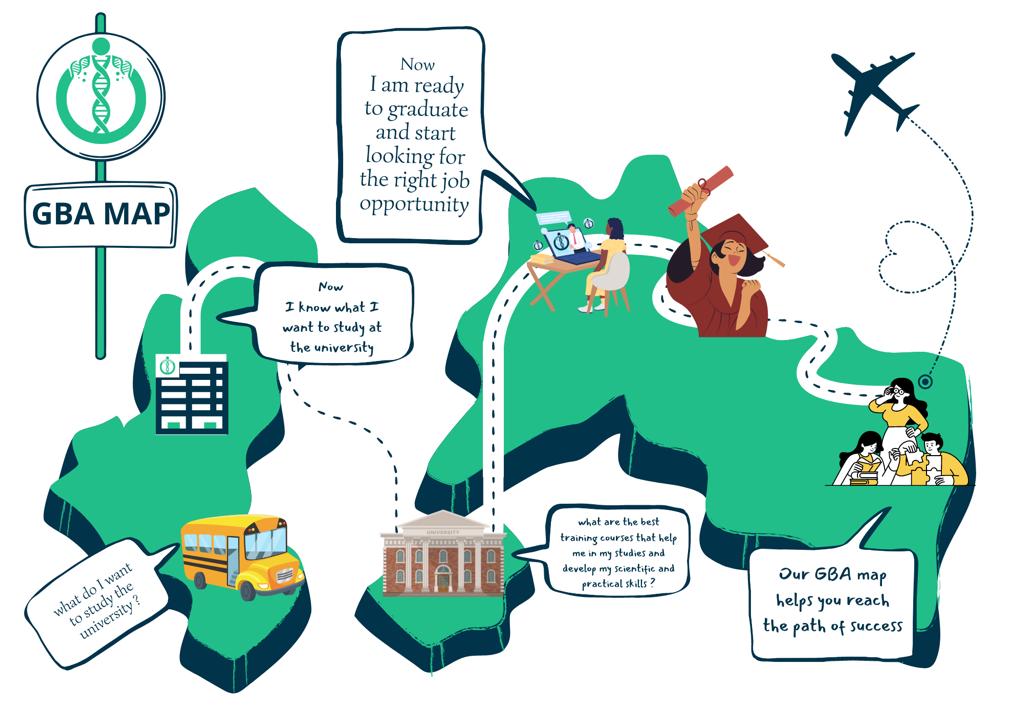 GBA MAP
Now
I am ready
to graduate
and start
looking for
the right job
opportunity
Now
I know what I
want to study at
the university
what do I want
to study the
university ?
UNIVERSITY
what are the best
training courses that help
me in my studies and
develop my scientific and
practical skills ?
Our GBA map
helps you reach
the path of success